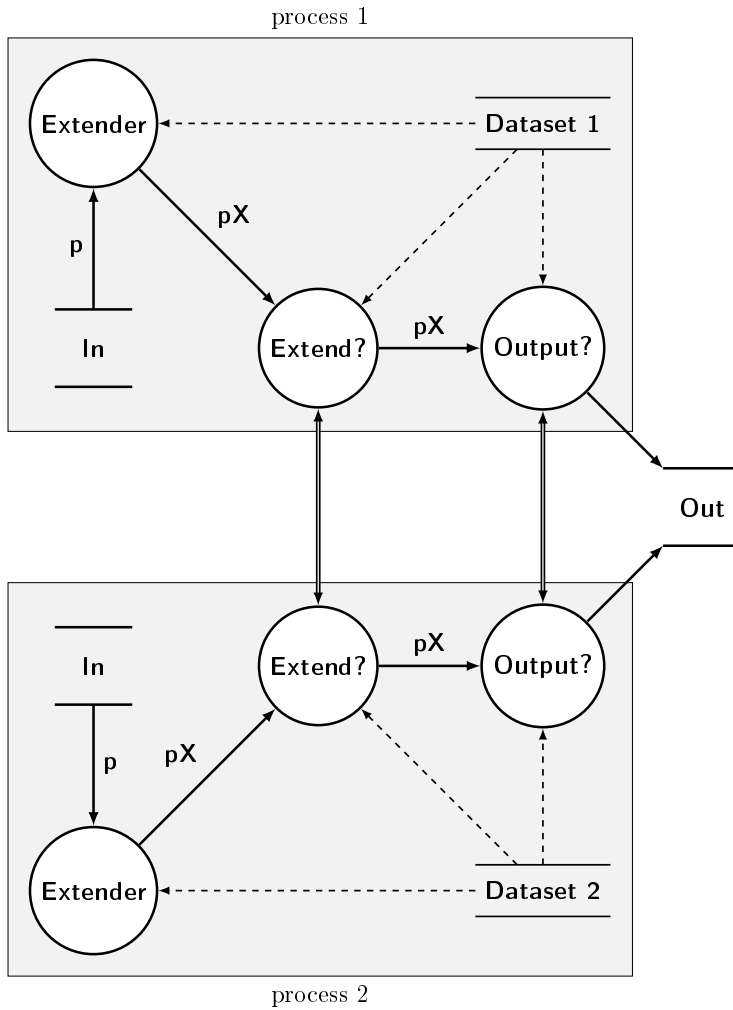 process 1
Extender
Dataset 1
pX
p
In
Extend?
pX
Output?
Out
In
Extend?
pX
Output?
p
pX
Extender
Dataset 2
process 2